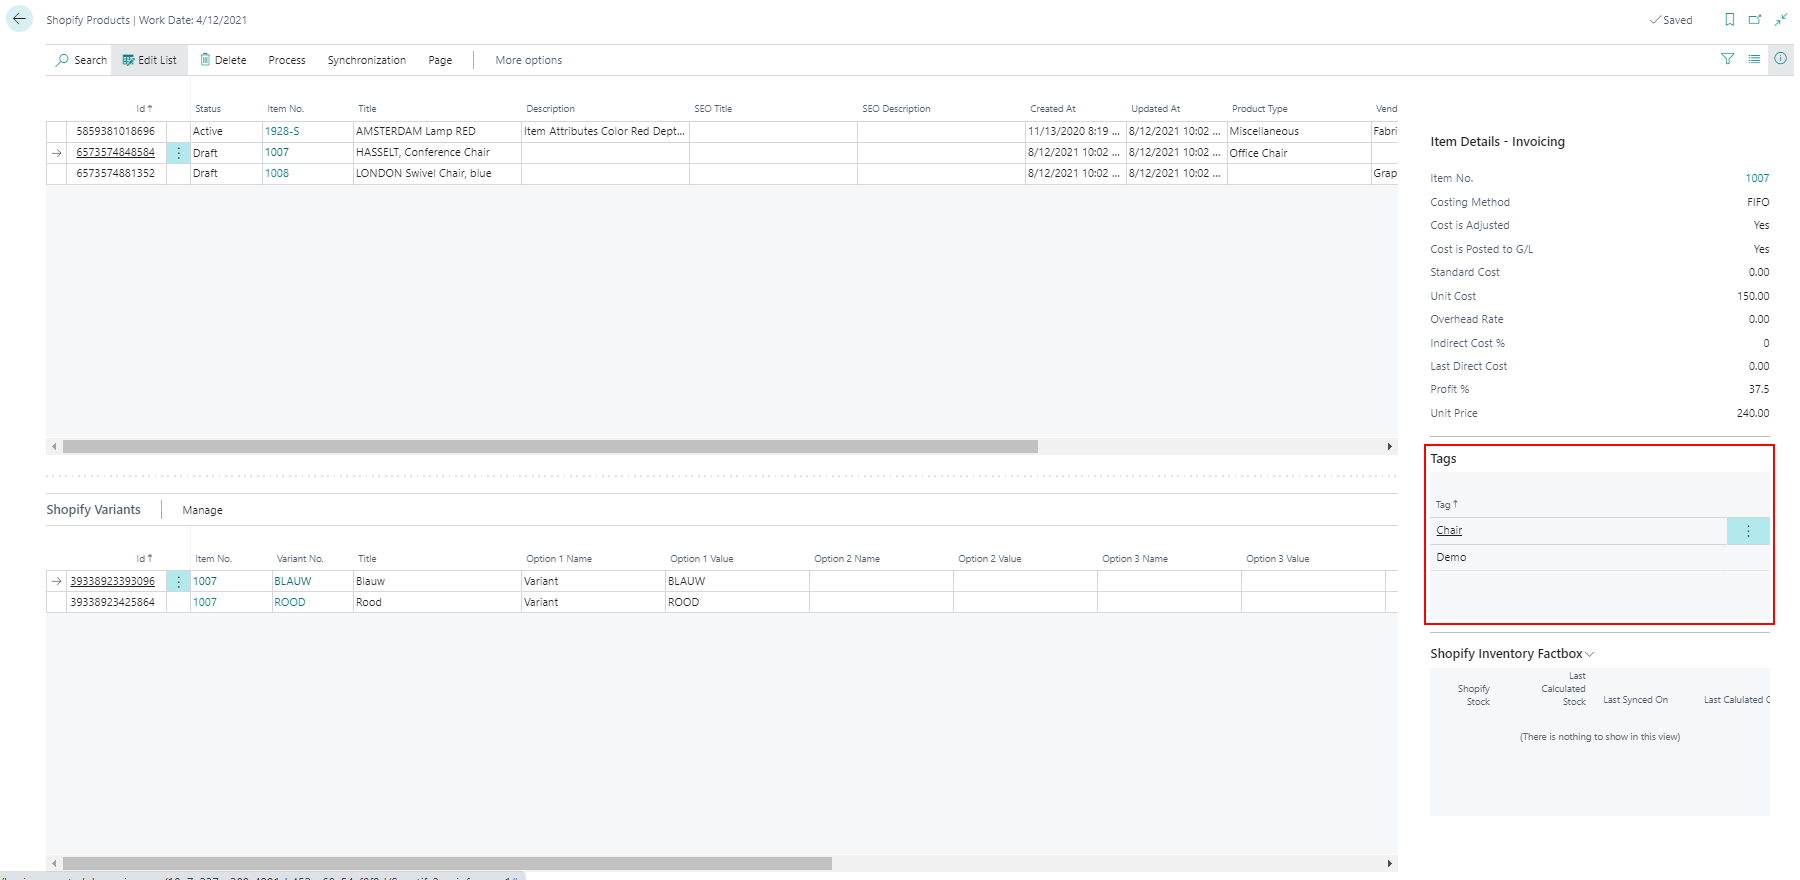 Shopify Products | Work Date: 4/12/2021
Saved
Search Edit List Delete Process Synchronization Page More options
Id↑ Status Item No. Title Description SEO Title SEO Description Created At Updated At Product Type Vend
5859381018696 Active 1928-S AMSTERDAM Lamp RED Item Attributes Color Red Dept... 11/13/2020 8:19 ... 8/12/2021 10:02 ... Miscellaneous Fabri
6573574848584 Draft 1007 HASSELT, Conference Chair 8/12/2021 10:02 ... 8/12/2021 10:02 ... Office Chair
6573574881352 Draft 1008 LONDON Swivel Chair, blue 8/12/2021 10:02 ... 8/12/2021 10:02 ... Grap
Shopify Variants Manage
Id↑ Item No. Variant No. Title Option 1 Name Option 1 Value Option 2 Name Option 2 Value Option 3 Name Option 3 Value
39338923393096 1007 BLAUW Blauw Variant BLAUW
39338923425864 1007 ROOD Rood Variant ROOD
Item Details - Invoicing
Item No. 1007
Costing Method FIFO
Cost is Adjusted Yes
Cost is Posted to G/L Yes
Standard Cost 0.00
Unit Cost 150.00
Overhead Rate 0.00
Indirect Cost % 0
Last Direct Cost 0.00
Profit % 37.5
Unit Price 240.00
Tags
Tag↑
Chair
Demo
Shopify Inventory Factbox
Shopify Stock Last Calculated Stock Last Synced On Last Calulated
(There is nothing to show in this view)